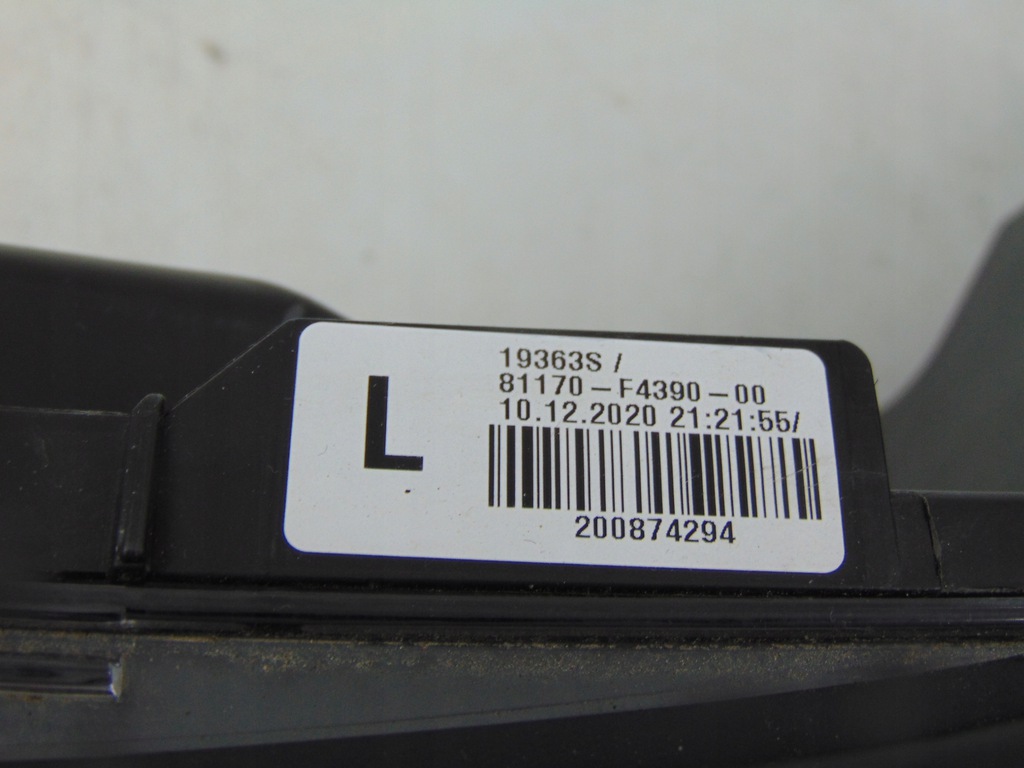 L
19363S /
81170-F4390-00
10.12.2020 21:21:55/
200874294